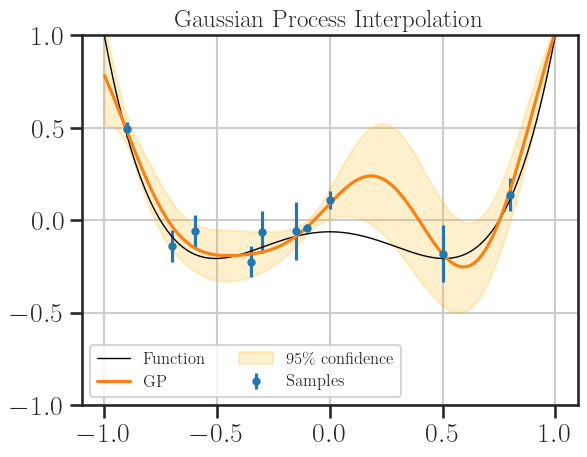 Gaussian Process Interpolation
1.0
0.5
0.0
−0.5
−1.0
Function
GP
95% confidence
Samples
−1.0 −0.5 0.0 0.5 1.0